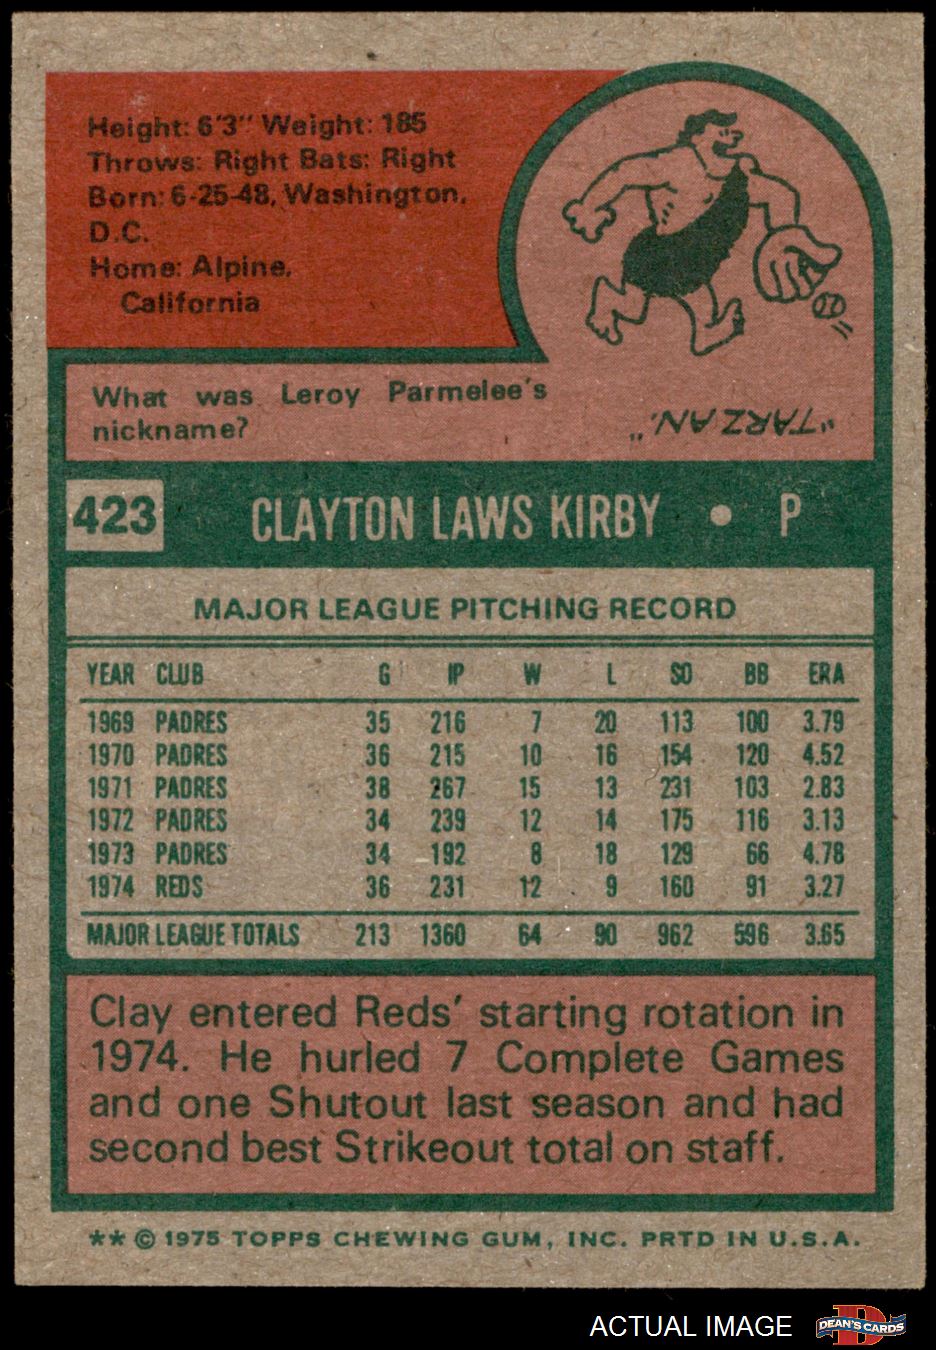 Height: 6'3" Weight: 185
Throws: Right Bats: Right
Born: 6-25-48, Washington,
D.C.
Home: Alpine,
California
What was Leroy Parmelee's
nickname?
"TARZAN."
423 CLAYTON LAWS KIRBY • P
MAJOR LEAGUE PITCHING RECORD
YEAR CLUB G IP W L SO BB ERA
1969 PADRES 35 216 7 20 113 100 3.79
1970 PADRES 36 215 10 16 154 120 4.52
1971 PADRES 38 267 15 13 231 103 2.83
1972 PADRES 34 239 12 14 175 116 3.13
1973 PADRES 34 192 8 18 129 66 4.78
1974 REDS 36 231 12 9 160 91 3.27
MAJOR LEAGUE TOTALS 213 1360 64 90 962 596 3.65
Clay entered Reds' starting rotation in
1974. He hurled 7 Complete Games
and one Shutout last season and had
second best Strikeout total on staff.
** © 1975 TOPPS CHEWING GUM, INC. PRTD IN U.S.A.
ACTUAL IMAGE
D
DEAN'S CARDS